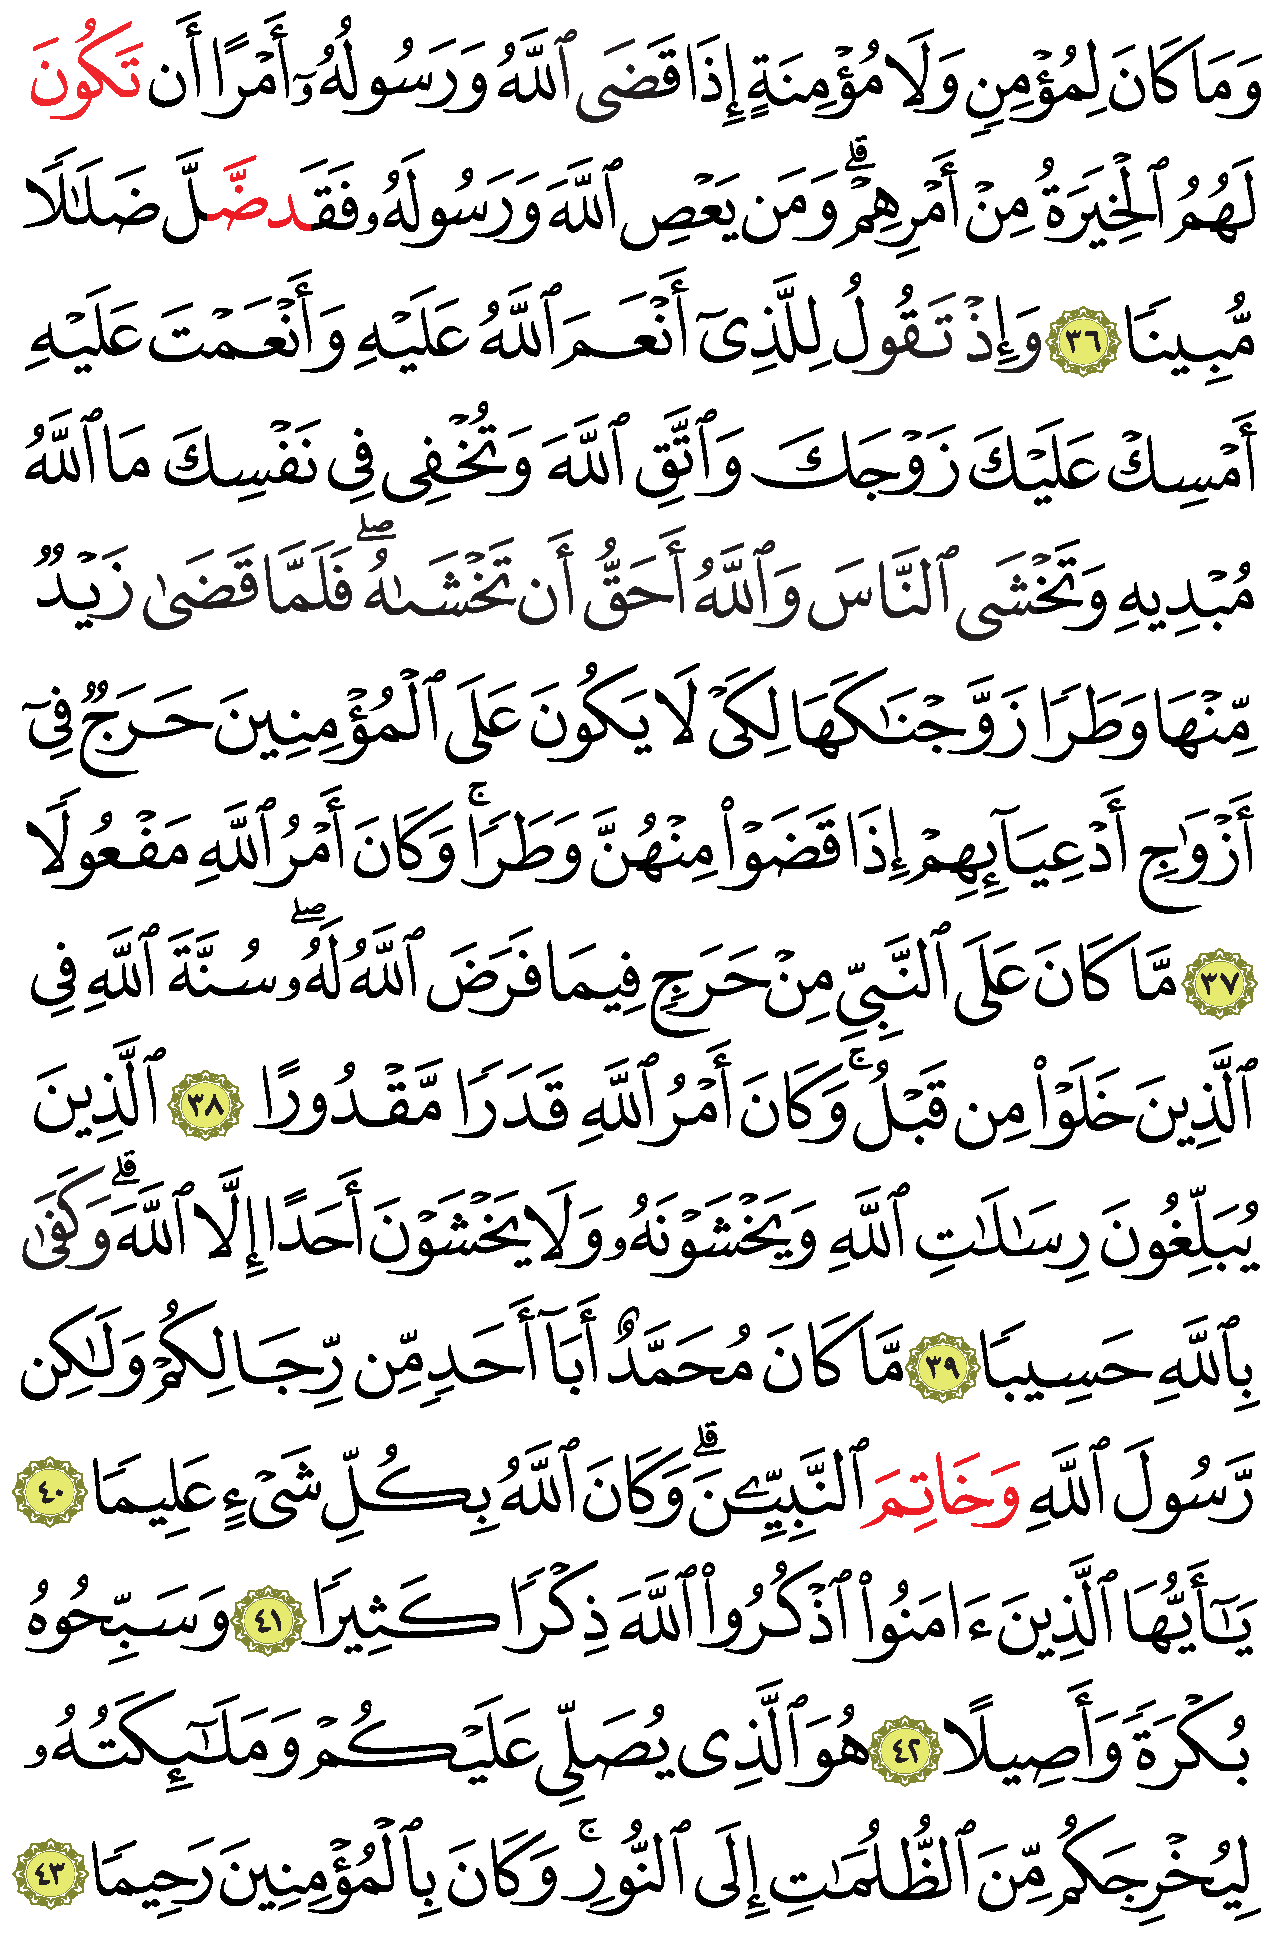 وَمَا كَانَ لِمُؤۡمِنٖ وَلَا مُؤۡمِنَةٍ إِذَا قَضَى ٱللَّهُ وَرَسُولُهُۥٓ أَمۡرًا أَن تَكُونَ
لَهُمُ ٱلۡخِيَرَةُ مِنۡ أَمۡرِهِمۡۗ وَمَن يَعۡصِ ٱللَّهَ وَرَسُولَهُۥ فَقَد ضَّلَّ ضَلَٰلٗا
مُّبِينٗا ٣٦ وَإِذۡ تَقُولُ لِلَّذِيٓ أَنۡعَمَ ٱللَّهُ عَلَيۡهِ وَأَنۡعَمۡتَ عَلَيۡهِ
أَمۡسِكۡ عَلَيۡكَ زَوۡجَكَ وَٱتَّقِ ٱللَّهَ وَتُخۡفِي فِي نَفۡسِكَ مَا ٱللَّهُ
مُبۡدِيهِ وَتَخۡشَى ٱلنَّاسَ وَٱللَّهُ أَحَقُّ أَن تَخۡشَىٰهُۖ فَلَمَّا قَضَىٰ زَيۡدٞ
مِّنۡهَا وَطَرٗا زَوَّجۡنَٰكَهَا لِكَيۡ لَا يَكُونَ عَلَى ٱلۡمُؤۡمِنِينَ حَرَجٞ فِيٓ
أَزۡوَٰجِ أَدۡعِيَآئِهِمۡ إِذَا قَضَوۡاْ مِنۡهُنَّ وَطَرٗاۚ وَكَانَ أَمۡرُ ٱللَّهِ مَفۡعُولٗا
٣٧ مَّا كَانَ عَلَى ٱلنَّبِيِّ مِنۡ حَرَجٖ فِيمَا فَرَضَ ٱللَّهُ لَهُۥۖ سُنَّةَ ٱللَّهِ فِي
ٱلَّذِينَ خَلَوۡاْ مِن قَبۡلُۚ وَكَانَ أَمۡرُ ٱللَّهِ قَدَرٗا مَّقۡدُورًا ٣٨ ٱلَّذِينَ
يُبَلِّغُونَ رِسَٰلَٰتِ ٱللَّهِ وَيَخۡشَوۡنَهُۥ وَلَا يَخۡشَوۡنَ أَحَدًا إِلَّا ٱللَّهَۗ وَكَفَىٰ
بِٱللَّهِ حَسِيبٗا ٣٩ مَّا كَانَ مُحَمَّدٌ أَبَآ أَحَدٖ مِّن رِّجَالِكُمۡ وَلَٰكِن
رَّسُولَ ٱللَّهِ وَخَاتِمَ ٱلنَّبِيِّـۧنَۗ وَكَانَ ٱللَّهُ بِكُلِّ شَيۡءٍ عَلِيمٗا ٤٠
يَٰٓأَيُّهَا ٱلَّذِينَ ءَامَنُواْ ٱذۡكُرُواْ ٱللَّهَ ذِكۡرٗا كَثِيرٗا ٤١ وَسَبِّحُوهُ
بُكۡرَةٗ وَأَصِيلًا ٤٢ هُوَ ٱلَّذِي يُصَلِّي عَلَيۡكُمۡ وَمَلَٰٓئِكَتُهُۥ
لِيُخۡرِجَكُم مِّنَ ٱلظُّلُمَٰتِ إِلَى ٱلنُّورِۚ وَكَانَ بِٱلۡمُؤۡمِنِينَ رَحِيمٗا ٤٣